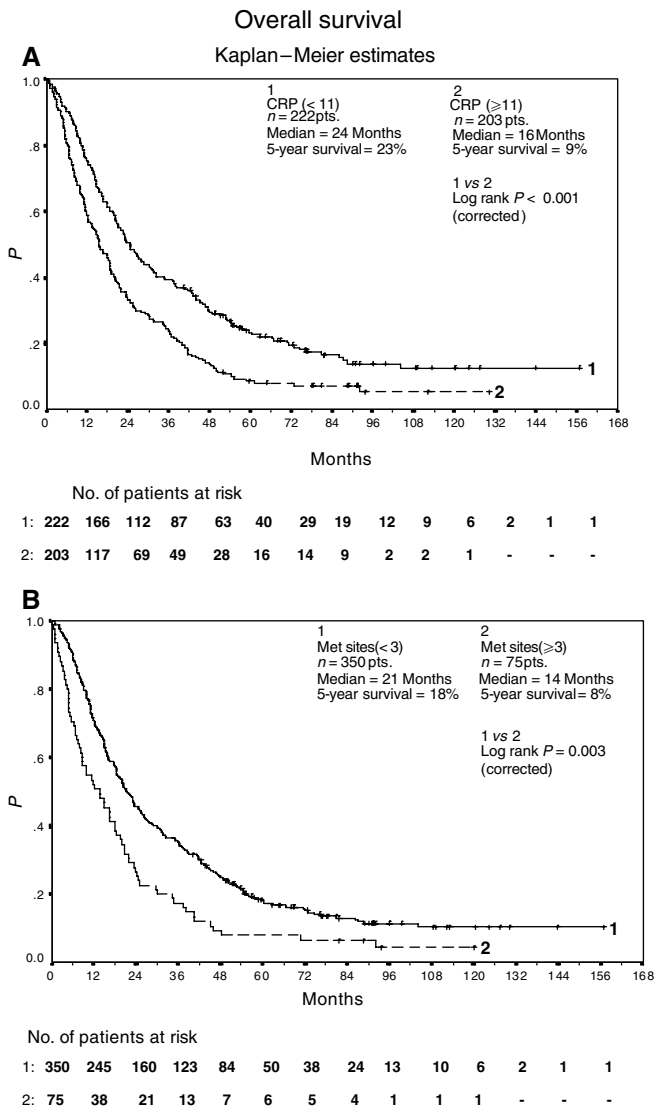 Overall survival
A
Kaplan–Meier estimates
1 2
CRP (< 11) CRP (⩾11)
n = 222pts. n = 203 pts.
Median = 24 Months Median = 16 Months
5-year survival = 23% 5-year survival = 9%
1 vs 2
Log rank P < 0.001
(corrected)
1.0
.8
.6
.4
.2
0.0
P
1
2
0 12 24 36 48 60 72 84 96 108 120 132 144 156 168
Months
No. of patients at risk
1: 222 166 112 87 63 40 29 19 12 9 6 2 1 1
2: 203 117 69 49 28 16 14 9 2 2 1 - - -
B
1 2
Met sites(< 3) Met sites(⩾3)
n = 350 pts. n = 75pts.
Median = 21 Months Median = 14 Months
5-year survival = 18% 5-year survival = 8%
1 vs 2
Log rank P = 0.003
(corrected)
1.0
.8
.6
.4
.2
0.0
P
1
2
0 12 24 36 48 60 72 84 96 108 120 132 144 156 168
Months
No. of patients at risk
1: 350 245 160 123 84 50 38 24 13 10 6 2 1 1
2: 75 38 21 13 7 6 5 4 1 1 1 - - -